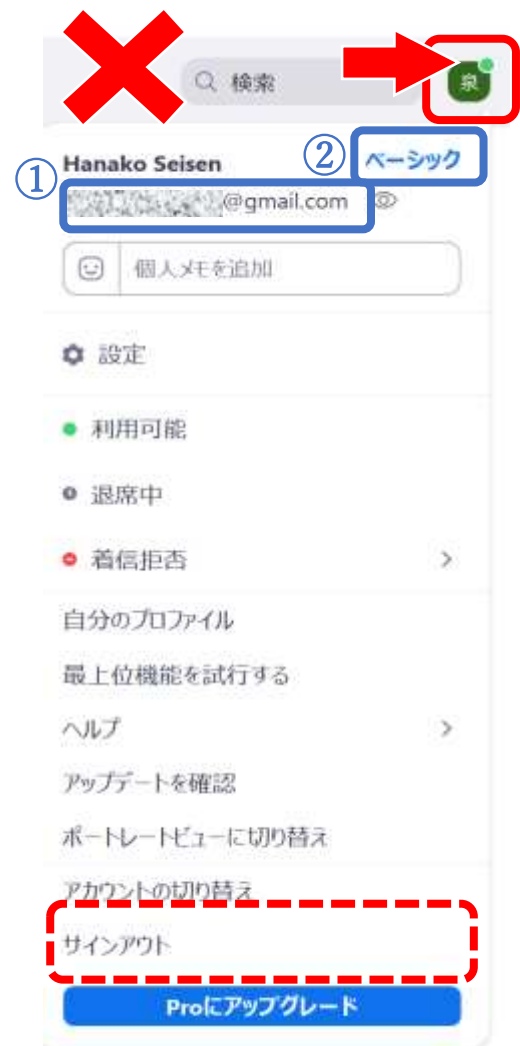 検索
泉
Hanako Seisen
② ベーシック
①
@gmail.com
個人メモを追加
設定
利用可能
退席中
着信拒否
自分のプロファイル
最上位機能を試行する
ヘルプ
アップデートを確認
ポートレートビューに切り替え
アカウントの切り替え
サインアウト
Proにアップグレード